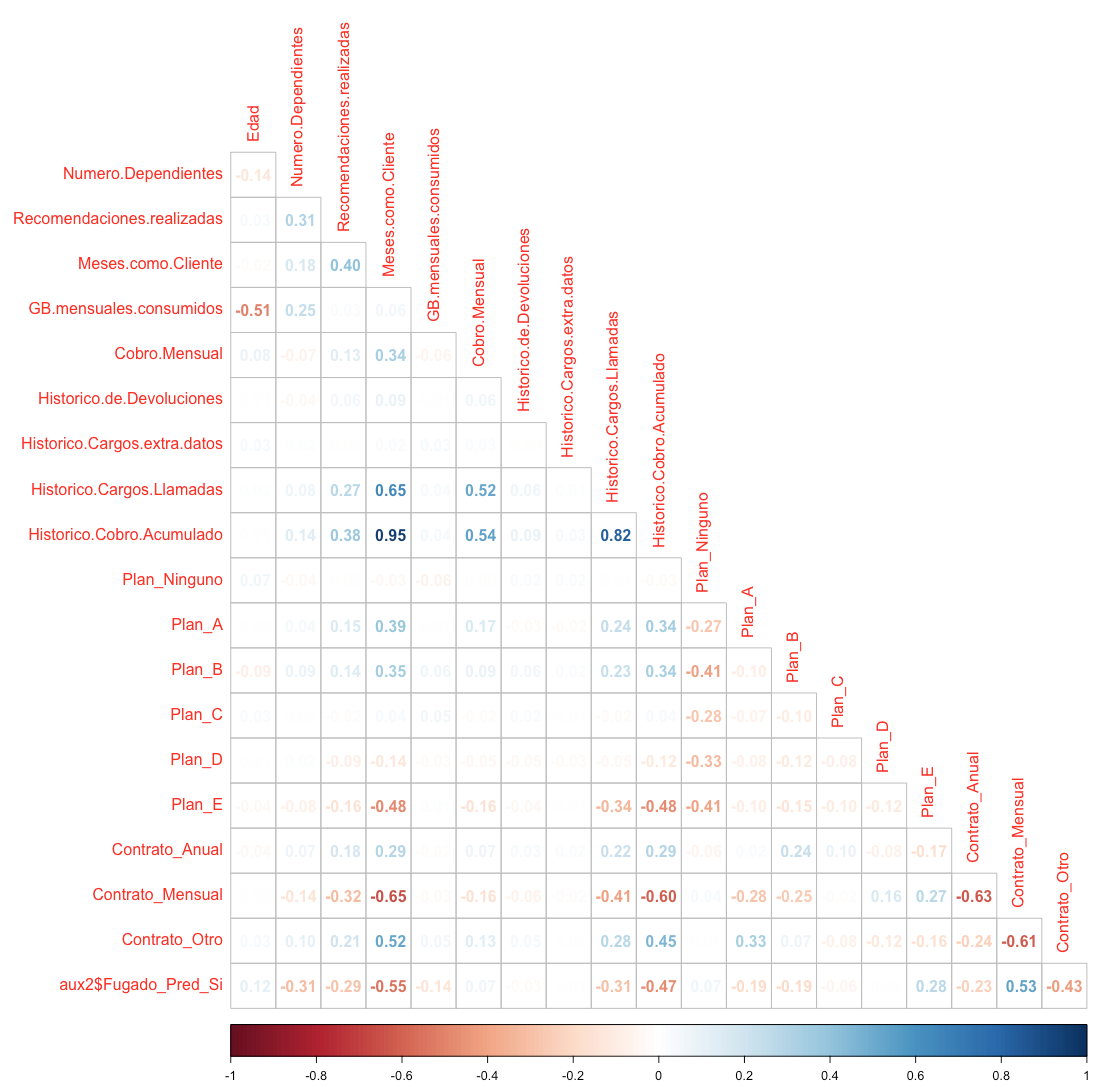 Edad
Numero.Dependientes
Recomendaciones.realizadas
Meses.como.Cliente
GB.mensuales.consumidos
Cobro.Mensual
Historico.de.Devoluciones
Historico.Cargos.extra.datos
Historico.Cargos.Llamadas
Historico.Cobro.Acumulado
Plan_Ninguno
Plan_A
Plan_B
Plan_C
Plan_D
Plan_E
Contrato_Anual
Contrato_Mensual
Contrato_Otro
Numero.Dependientes -0.14
Recomendaciones.realizadas 0.03 0.31
Meses.como.Cliente 0.18 0.40
GB.mensuales.consumidos -0.51 0.25 0.03 0.06
Cobro.Mensual 0.08 -0.07 0.13 0.34 -0.06
Historico.de.Devoluciones -0.04 0.06 0.09 0.06
Historico.Cargos.extra.datos 0.03 0.02 0.03 0.03
Historico.Cargos.Llamadas 0.08 0.27 0.65 0.04 0.52 0.06
Historico.Cobro.Acumulado 0.14 0.38 0.95 0.04 0.54 0.09 0.03 0.82
Plan_Ninguno 0.07 -0.04 -0.03 -0.06 0.02 0.02 -0.00
Plan_A 0.04 0.15 0.39 0.17 -0.03 -0.02 0.24 0.34 -0.27
Plan_B -0.09 0.09 0.14 0.35 0.06 0.09 0.06 0.23 0.34 -0.41 -0.10
Plan_C 0.03 0.02 0.04 0.05 0.02 -0.02 0.04 -0.28 -0.07 -0.10
Plan_D -0.09 -0.14 -0.03 -0.05 -0.05 -0.03 -0.05 -0.12 -0.33 -0.08 -0.12 -0.08
Plan_E -0.04 -0.08 -0.16 -0.48 -0.16 -0.04 -0.34 -0.48 -0.41 -0.10 -0.15 -0.10 -0.12
Contrato_Anual -0.04 0.07 0.18 0.29 0.07 0.03 0.22 0.29 -0.06 0.02 0.24 0.10 -0.08 -0.17
Contrato_Mensual -0.14 -0.32 -0.65 -0.03 -0.16 -0.06 -0.41 -0.60 0.04 -0.28 -0.25 0.16 0.27 -0.63
Contrato_Otro 0.03 0.10 0.21 0.52 0.05 0.13 0.05 0.28 0.45 0.33 0.07 -0.08 -0.12 -0.16 -0.24 -0.61
aux2$Fugado_Pred_Si 0.12 -0.31 -0.29 -0.55 -0.14 0.07 -0.03 -0.31 -0.47 0.07 -0.19 -0.19 -0.06 0.28 -0.23 0.53 -0.43
-1 -0.8 -0.6 -0.4 -0.2 0 0.2 0.4 0.6 0.8 1